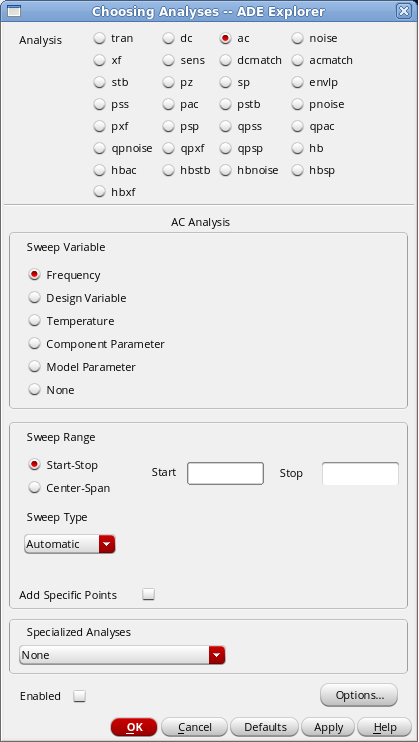 Choosing Analyses -- ADE Explorer
Analysis tran dc ac noise
xf sens dcmatch acmatch
stb pz sp envlp
pss pac pstb pnoise
pxf psp qpss qpac
qpnoise qpxf qpsp hb
hbac hbstb hbnoise hbsp
hbxf
AC Analysis
Sweep Variable
Frequency
Design Variable
Temperature
Component Parameter
Model Parameter
None
Sweep Range
Start-Stop Start Stop
Center-Span
Sweep Type
Automatic
Add Specific Points
Specialized Analyses
None
Enabled Options...
OK Cancel Defaults Apply Help